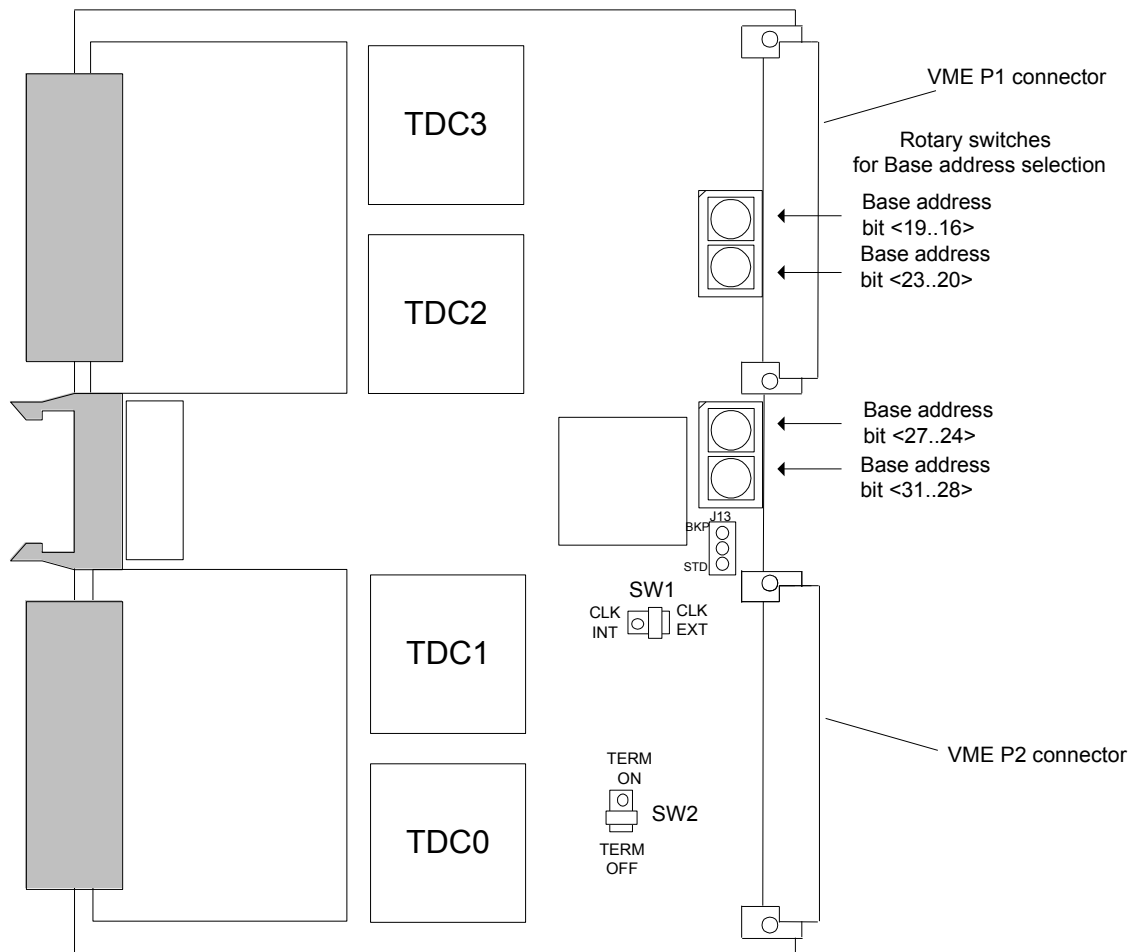 VME P1 connector
TDC3
Rotary switches
for Base address selection
Base address
bit <19..16>
Base address
bit <23..20>
TDC2
Base address
bit <27..24>
Base address
bit <31..28>
J13
BKP
STD
SW1
CLK
INT
CLK
EXT
TDC1
VME P2 connector
TERM
ON
SW2
TERM
OFF
TDC0